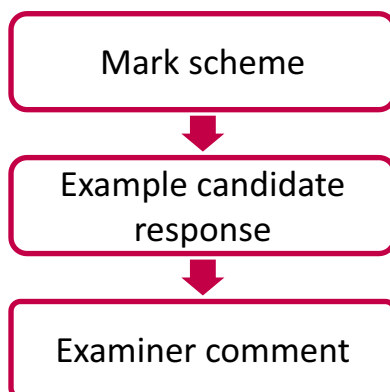 Mark scheme
Example candidate
response
Examiner comment